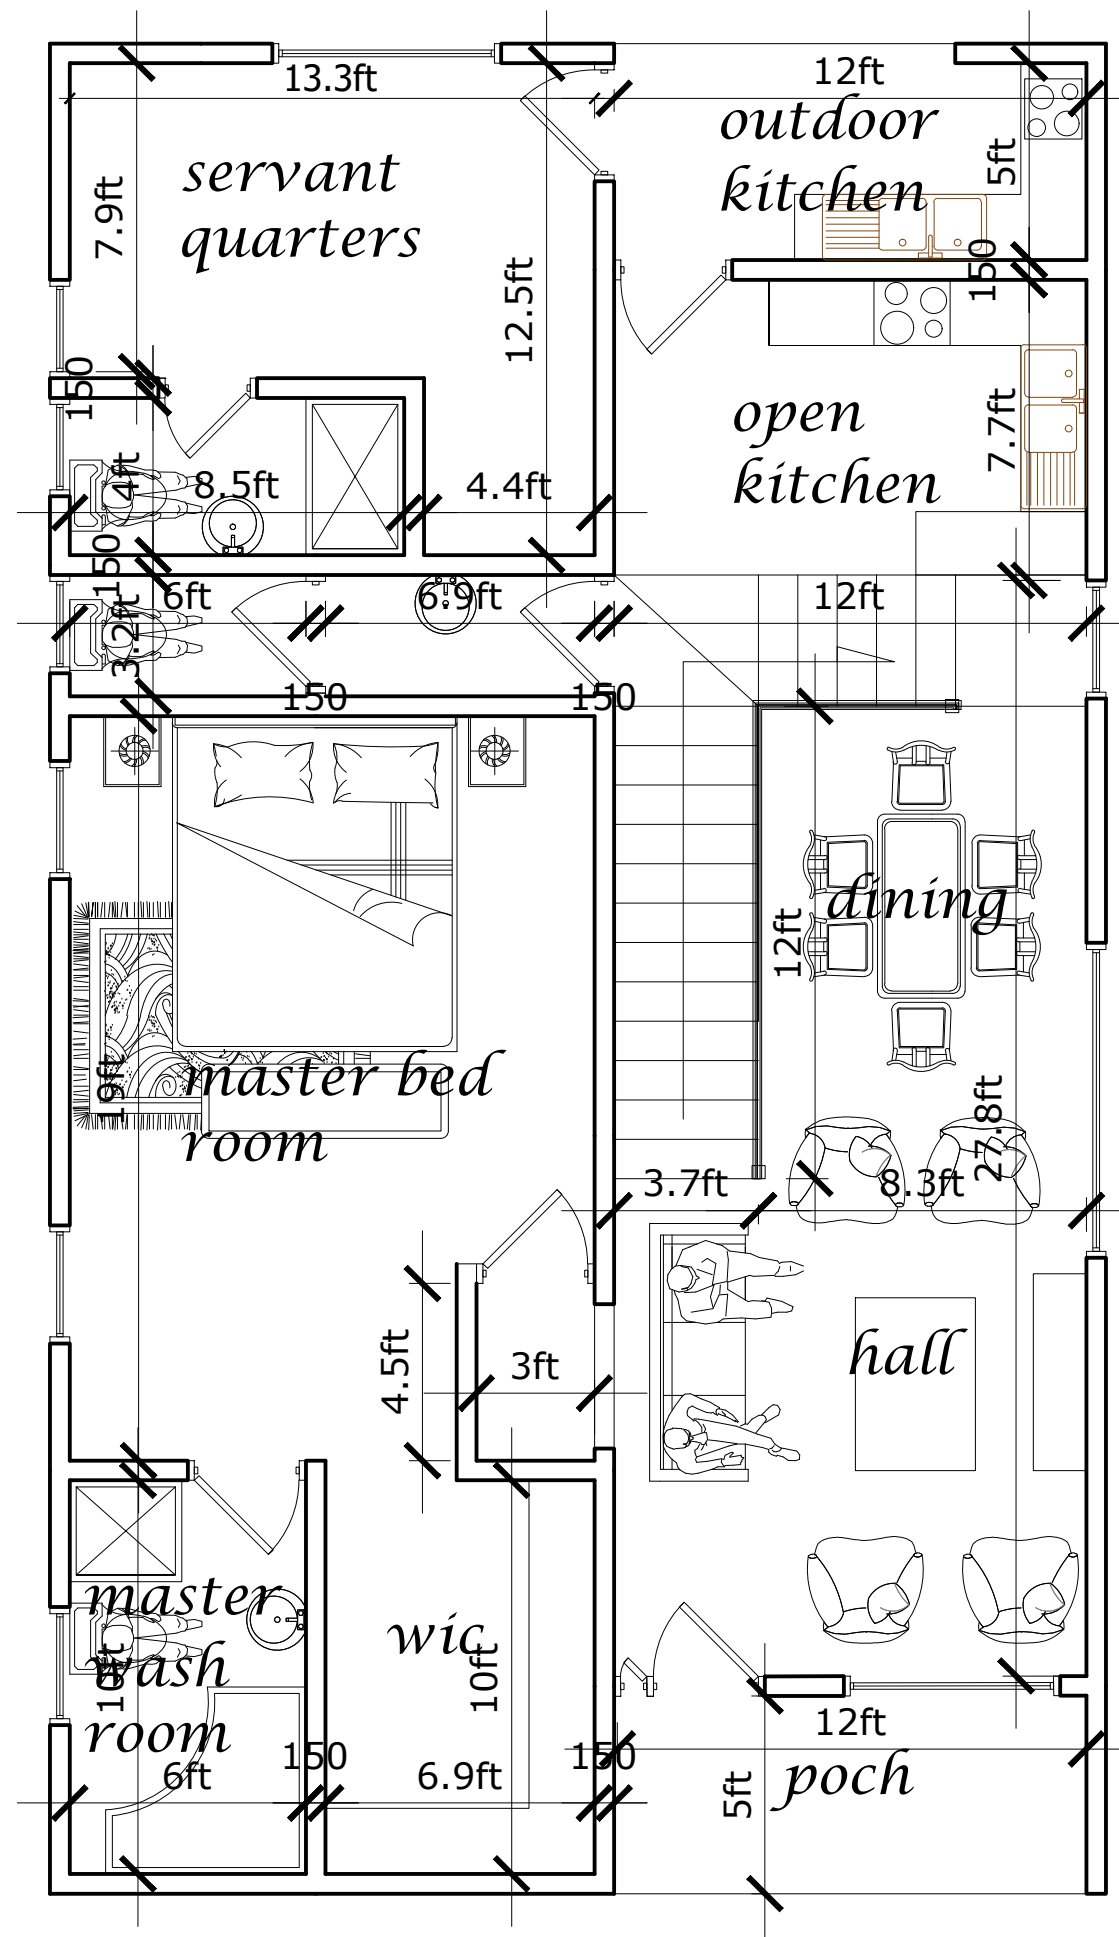 13.3ft
12ft
outdoor
kitchen
5ft
servant
quarters
7.9ft
12.5ft
150
150
open
kitchen
7.7ft
4ft
8.5ft
4.4ft
150
6ft
6.9ft
12ft
3.2ft
150
150
dining
12ft
master bed
room
19ft
27.8ft
3.7ft
8.3ft
4.5ft
3ft
hall
master
wash
room
10ft
wic
10ft
6ft
150
6.9ft
150
12ft
poch
5ft